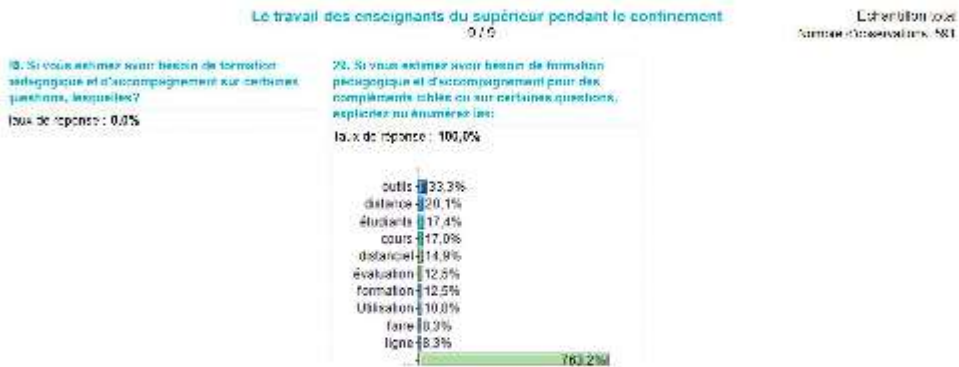 Le travail des enseignants du supérieur pendant le confinement
9 / 9
Echantillon total
Nombre d'observations: 591
Si vous estimez avoir besoin de formation
pédagogique et d'accompagnement sur certaines
questions, lesquelles?
Taux de réponse : 0,0%
Si vous estimez avoir besoin de formation
pédagogique et d'accompagnement pour des
compléments ciblés ou sur certaines questions,
explicitez ou énumérez les:
Taux de réponse : 100,0%
outils 33,3%
distance 20,1%
étudiants 17,4%
cours 17,0%
distanciel 14,9%
évaluation 12,5%
formation 12,5%
Utilisation 10,8%
faire 8,3%
ligne 8,3%
... 763,2%